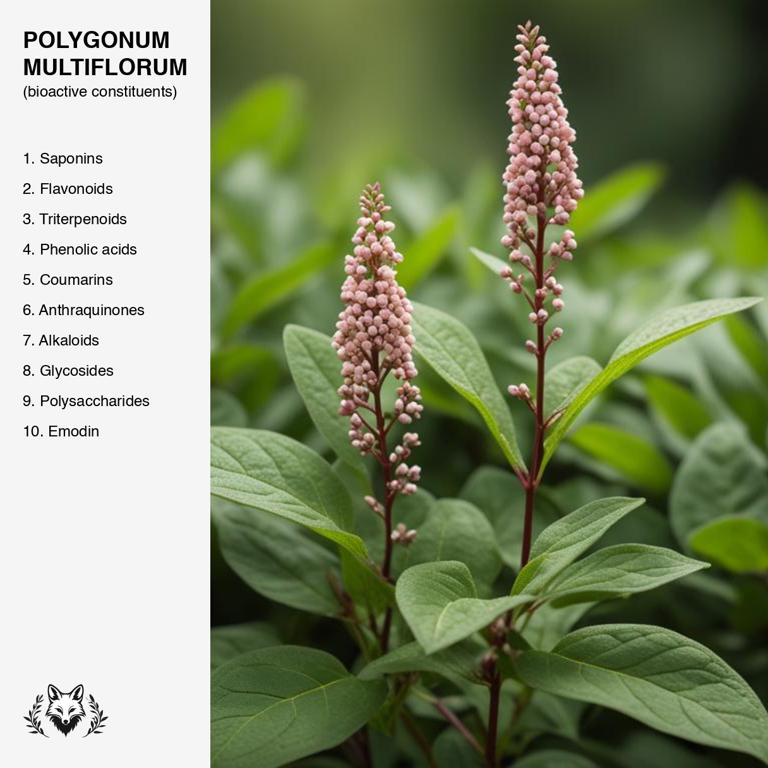 POLYGONUM
MULTIFLORUM
(bioactive constituents)
1. Saponins
2. Flavonoids
3. Triterpenoids
4. Phenolic acids
5. Coumarins
6. Anthraquinones
7. Alkaloids
8. Glycosides
9. Polysaccharides
10. Emodin